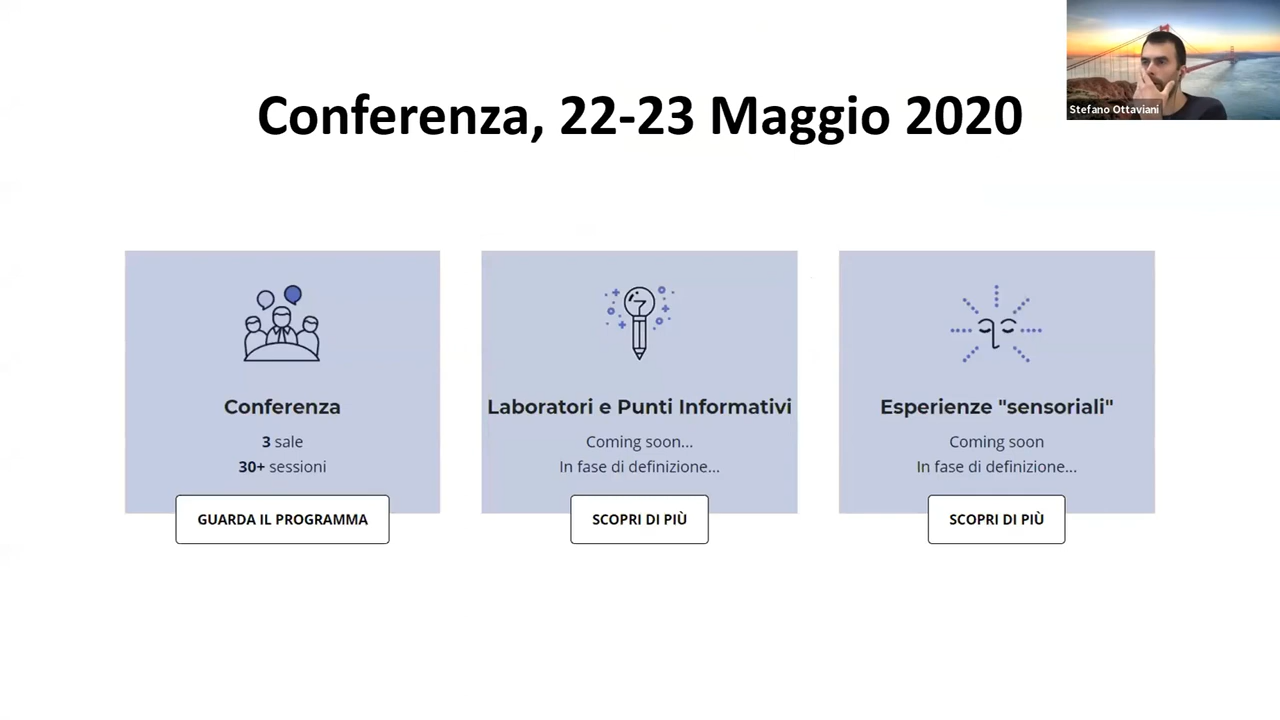 Conferenza, 22-23 Maggio 2020
Stefano Ottaviani
Conferenza
3 sale
30+ sessioni
GUARDA IL PROGRAMMA
Laboratori e Punti Informativi
Coming soon...
In fase di definizione...
SCOPRI DI PIÙ
Esperienze "sensoriali"
Coming soon
In fase di definizione...
SCOPRI DI PIÙ